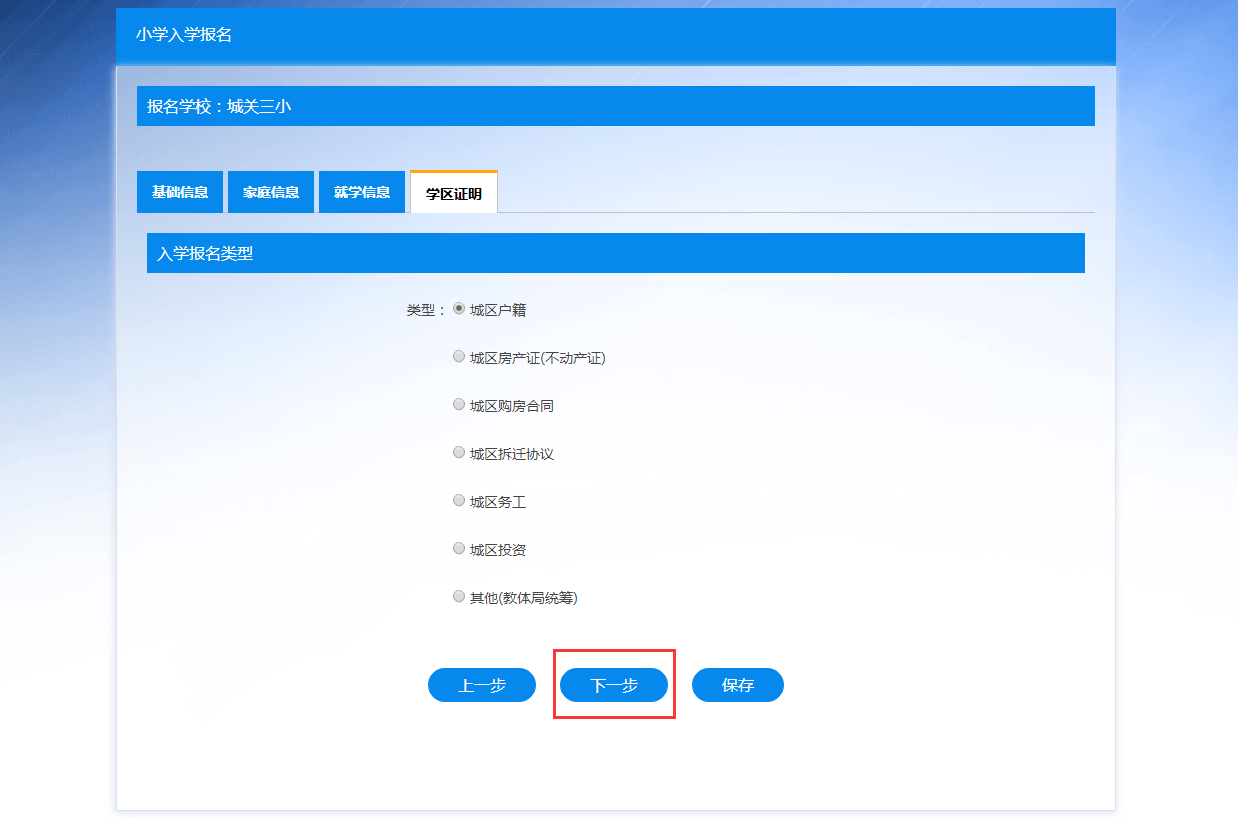 小学入学报名
报名学校：城关三小
基础信息 家庭信息 就学信息 学区证明
入学报名类型
类型： 城区户籍
城区房产证(不动产证)
城区购房合同
城区拆迁协议
城区务工
城区投资
其他(教体局统筹)
上一步 下一步 保存